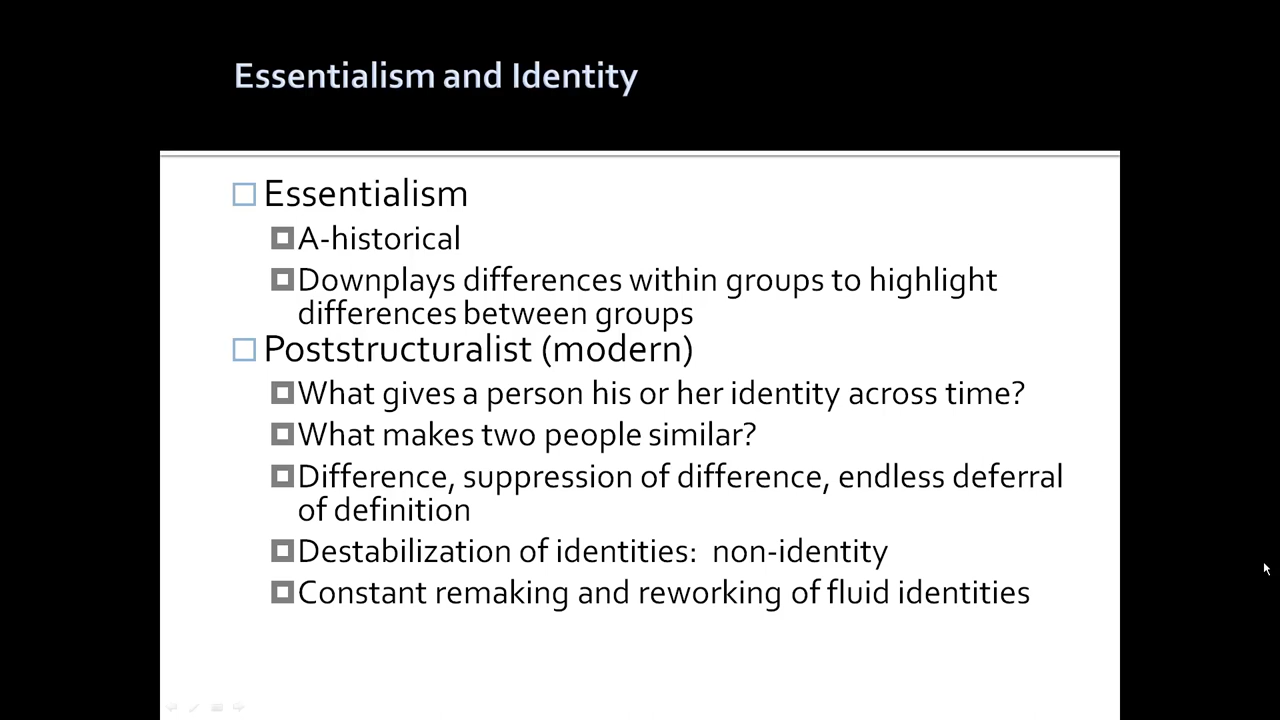 Essentialism and Identity
Essentialism
A-historical
Downplays differences within groups to highlight
differences between groups
Poststructuralist (modern)
What gives a person his or her identity across time?
What makes two people similar?
Difference, suppression of difference, endless deferral
of definition
Destabilization of identities:  non-identity
Constant remaking and reworking of fluid identities